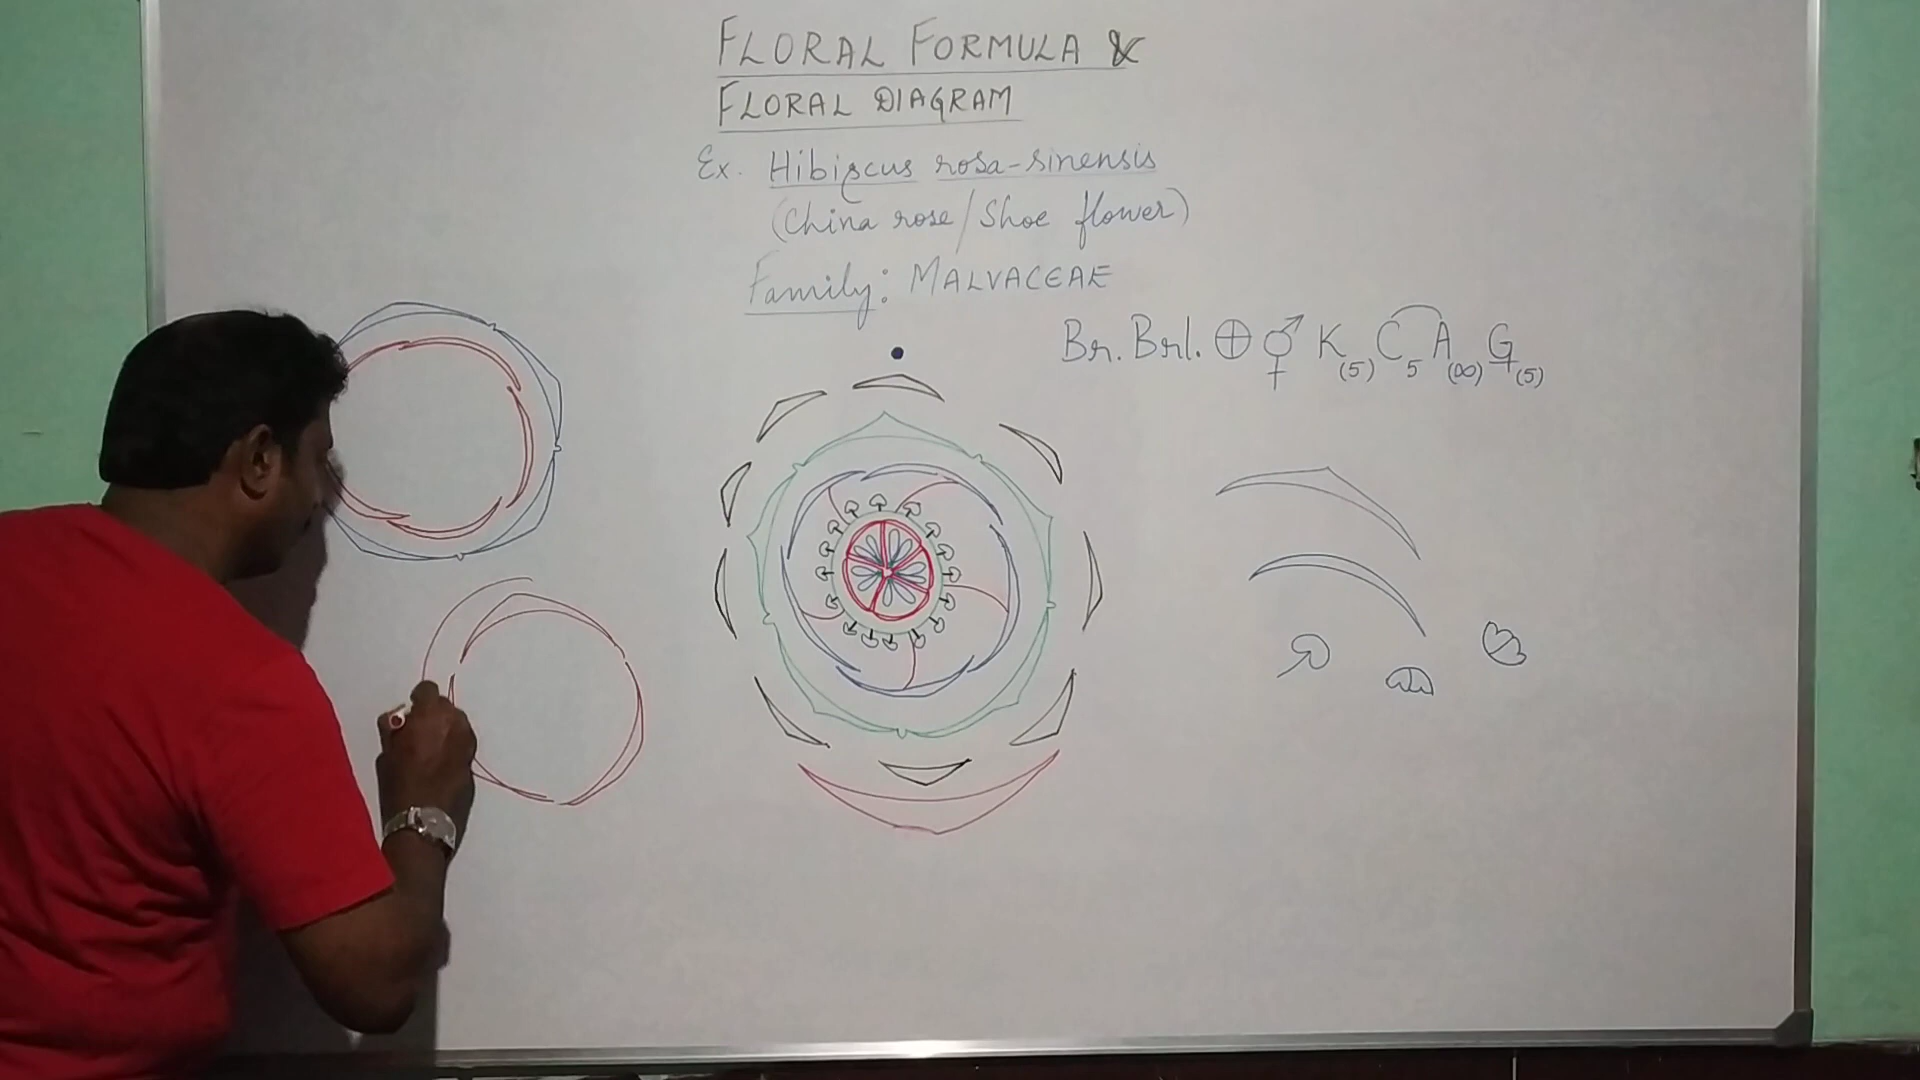 FLORAL FORMULA &
FLORAL DIAGRAM
Ex. Hibiscus rosa-sinensis
(China rose/Shoe flower)
Family: MALVACEAE
Br. Brl. ⊕ ⚥ K(5) C5 A(∞) G(5)